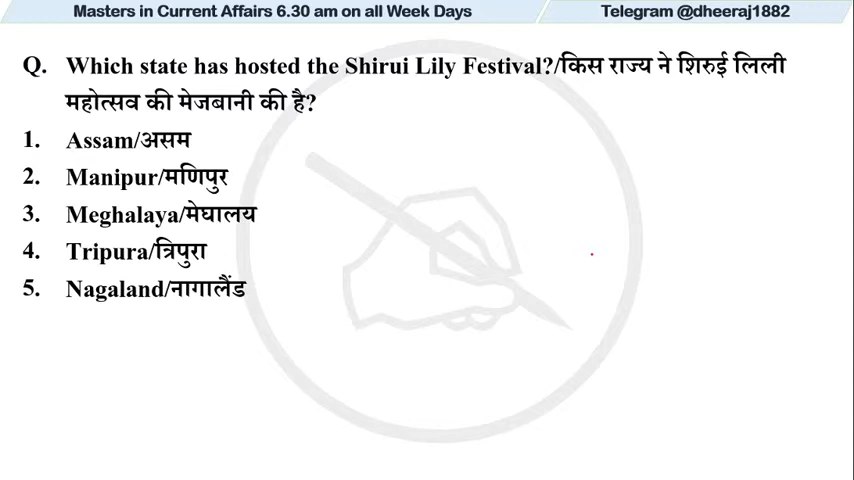 Masters in Current Affairs 6.30 am on all Week Days
Telegram @dheeraj1882
Q. Which state has hosted the Shirui Lily Festival?/किस राज्य ने शिरुई लिली
महोत्सव की मेजबानी की है?
1. Assam/असम
2. Manipur/मणिपुर
3. Meghalaya/मेघालय
4. Tripura/त्रिपुरा
5. Nagaland/नागालैंड